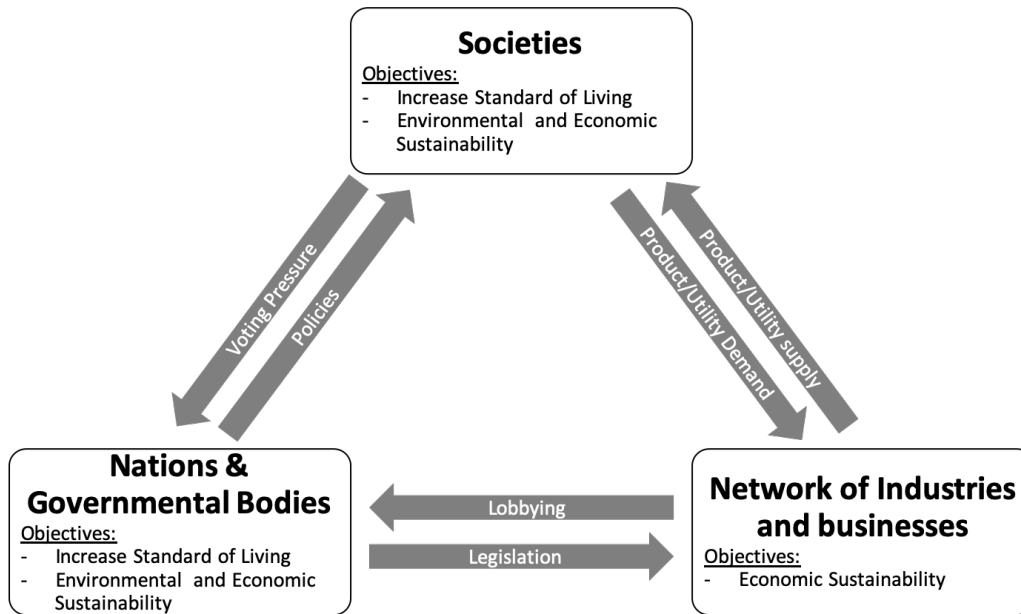 Societies
Objectives:
- Increase Standard of Living
- Environmental and Economic
Sustainability
Voting Pressure
Policies
Product/Utility Demand
Product/Utility supply
Nations &
Governmental Bodies
Objectives:
- Increase Standard of Living
- Environmental and Economic
Sustainability
Lobbying
Legislation
Network of Industries
and businesses
Objectives:
- Economic Sustainability